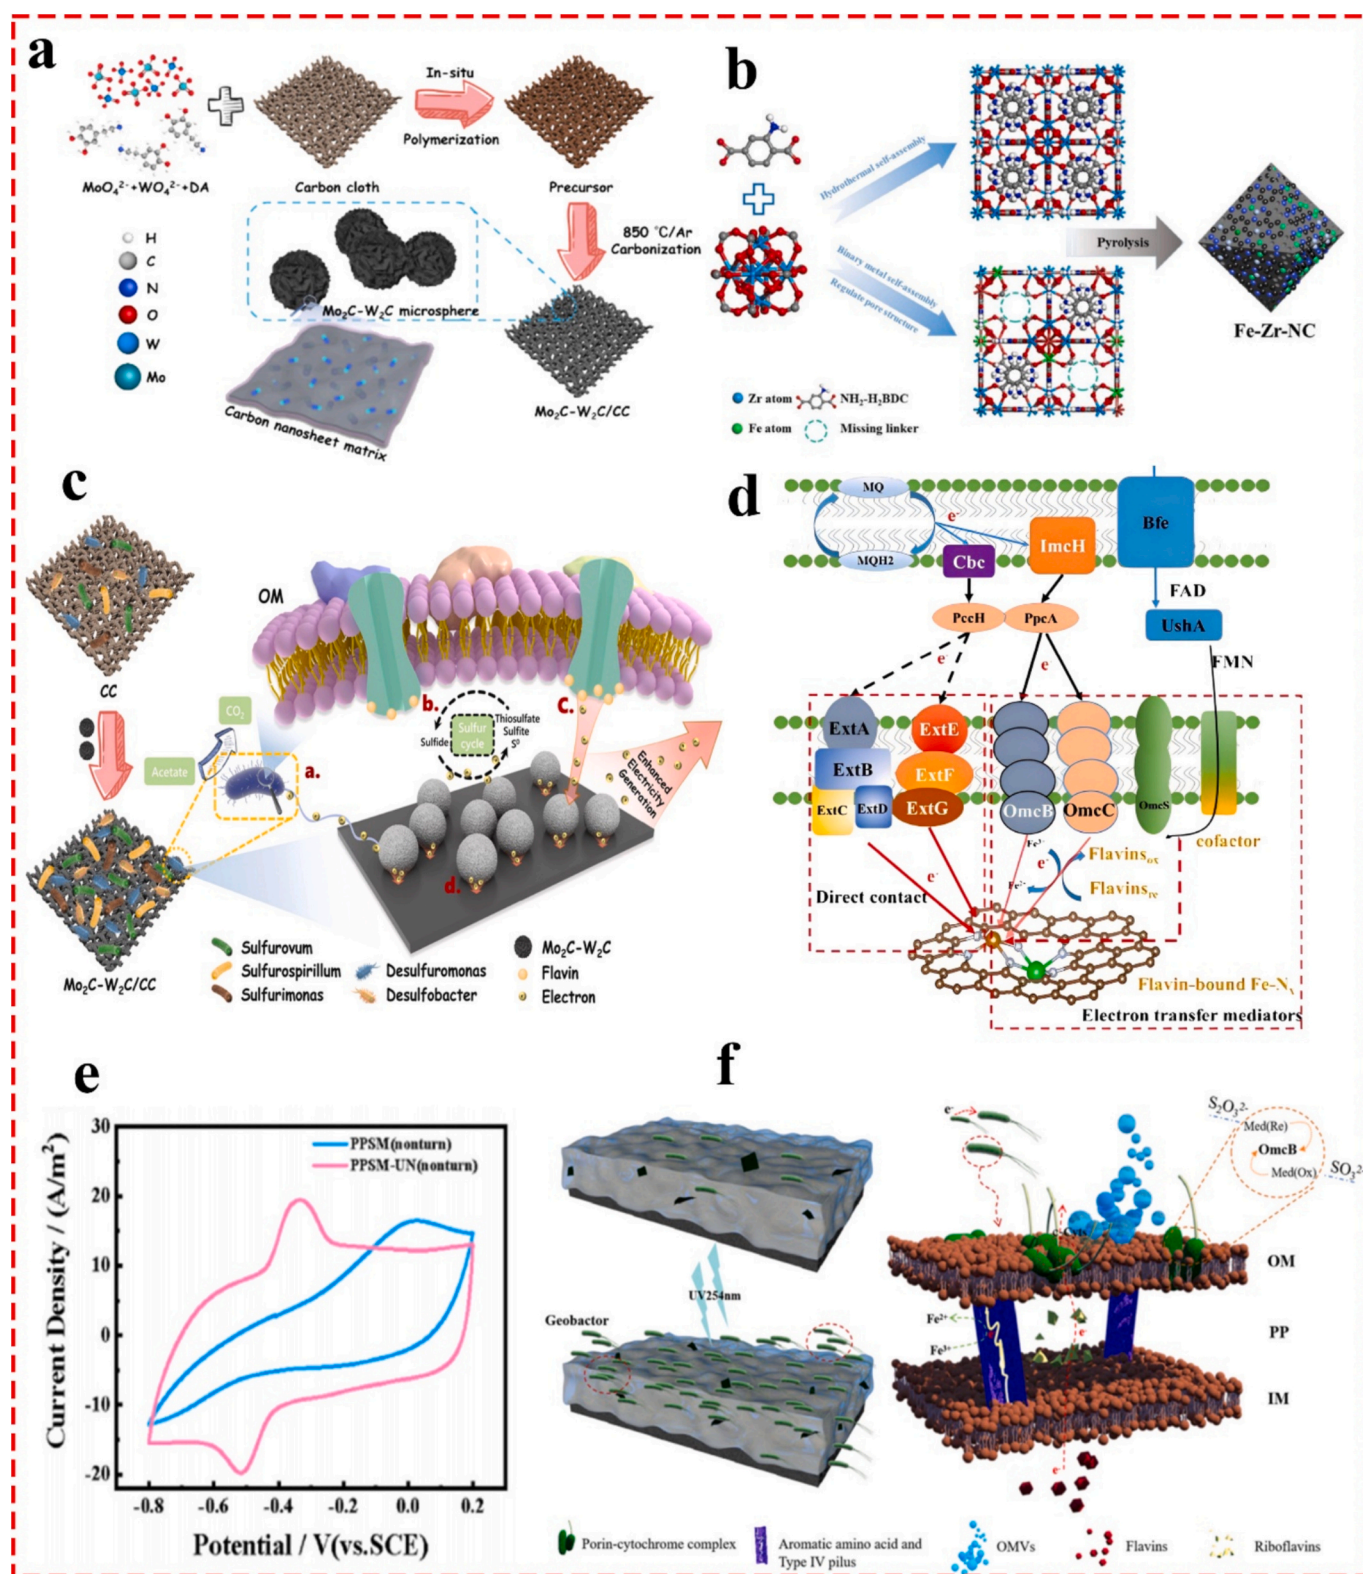 a
MoO₄²⁻+WO₄²⁻+DA
Carbon cloth
In-situ
Polymerization
Precursor
850 °C/Ar
Carbonization
H
C
N
O
W
Mo
Mo₂C-W₂C microsphere
Carbon nanosheet matrix
Mo₂C-W₂C/CC
b
Hydrothermal self-assembly
Binary metal self-assembly
Regulate pore structure
Pyrolysis
Fe-Zr-NC
Zr atom
NH₂-H₂BDC
Fe atom
Missing linker
c
CC
OM
CO₂
Acetate
a.
b.
c.
d.
Sulfide
Sulfur
cycle
Thiosulfate
Sulfite
S⁰
Enhanced
Electricity
Generation
Mo₂C-W₂C/CC
Sulfurovum
Sulfurospirillum
Sulfurimonas
Desulfuromonas
Desulfobacter
Mo₂C-W₂C
Flavin
Electron
d
MQ
MQH2
e⁻
Cbc
ImcH
Bfe
FAD
PccH
PpcA
UshA
FMN
e⁻
e
ExtA
ExtB
ExtC
ExtD
ExtE
ExtF
ExtG
OmcB
OmcC
OmcS
cofactor
Fe³⁻
Fe²⁺
e⁻
e⁻
Flavinsₒₓ
Flavinsᵣₑ
Direct contact
Flavin-bound Fe-Nₓ
Electron transfer mediators
e
Current Density / (A/m²)
30
20
10
0
-10
-20
PPSM(nonturn)
PPSM-UN(nonturn)
-0.8
-0.6
-0.4
-0.2
0.0
0.2
Potential / V(vs.SCE)
f
UV254nm
Geobactor
e⁻
S₂O₃²⁻
Med(Re)
OmcB
Med(Ox)
SO₃²⁻
OM
PP
IM
Fe²⁺
Fe³⁺
e⁻
e⁻
Porin-cytochrome complex
Aromatic amino acid and
Type IV pilus
OMVs
Flavins
Riboflavins